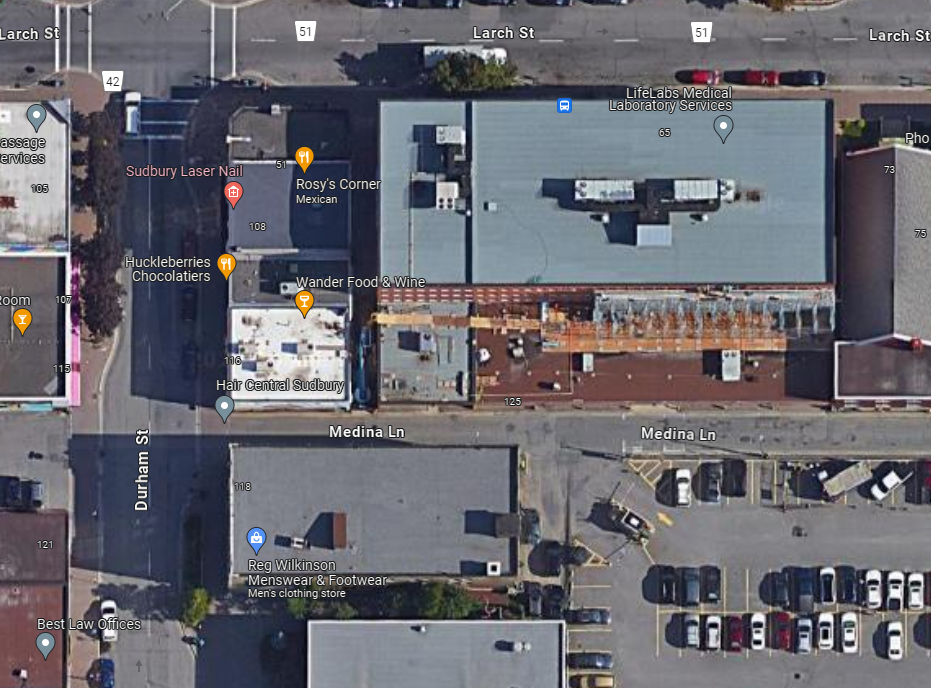 Larch St
51
Larch St
51
Larch St
42
LifeLabs Medical
Laboratory Services
65
assage
ervices
105
51
Rosy's Corner
Mexican
Sudbury Laser Nail
108
Pho
73
75
Huckleberries
Chocolatiers
Wander Food & Wine
Room
107
115
116
Hair Central Sudbury
125
Medina Ln
Medina Ln
Durham St
118
121
Reg Wilkinson
Menswear & Footwear
Men's clothing store
Best Law Offices